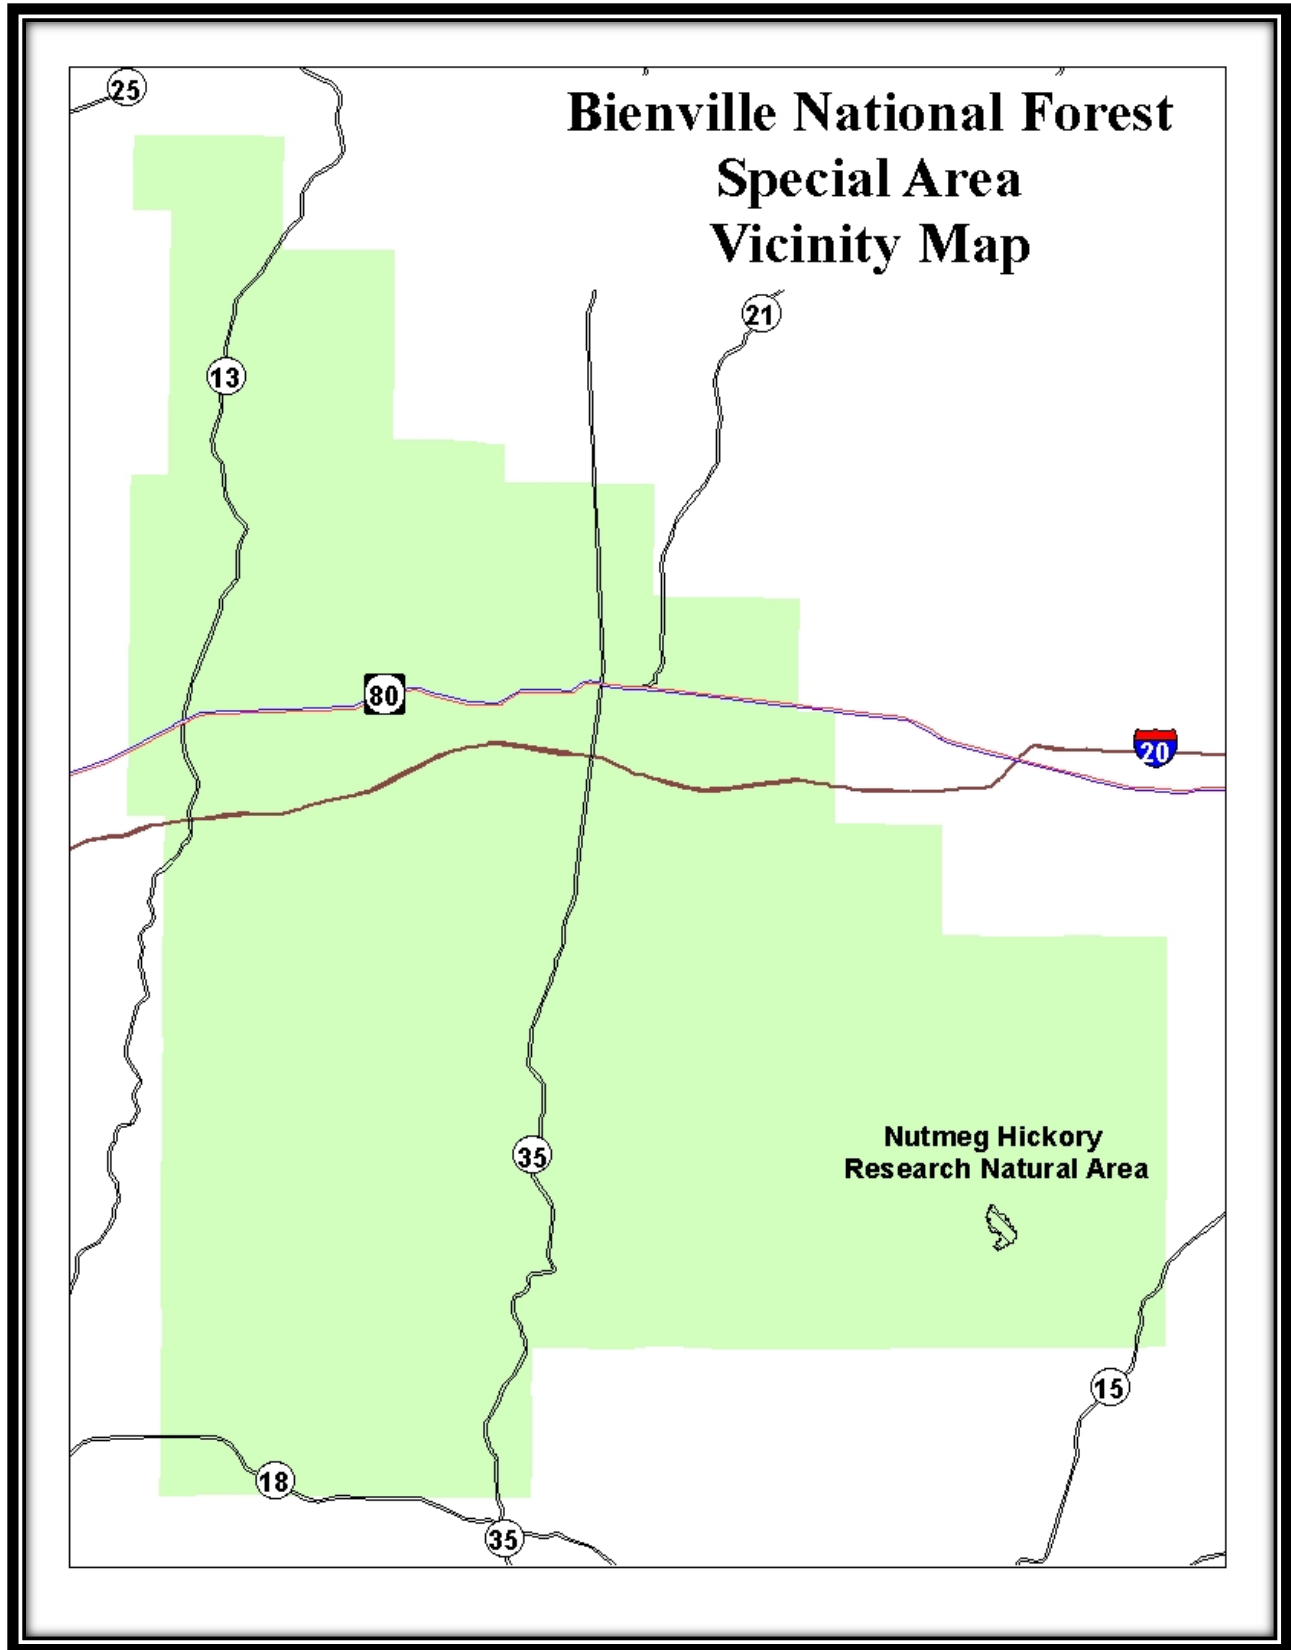 25
Bienville National Forest
Special Area
Vicinity Map
21
13
80
20
Nutmeg Hickory
Research Natural Area
35
15
18
35